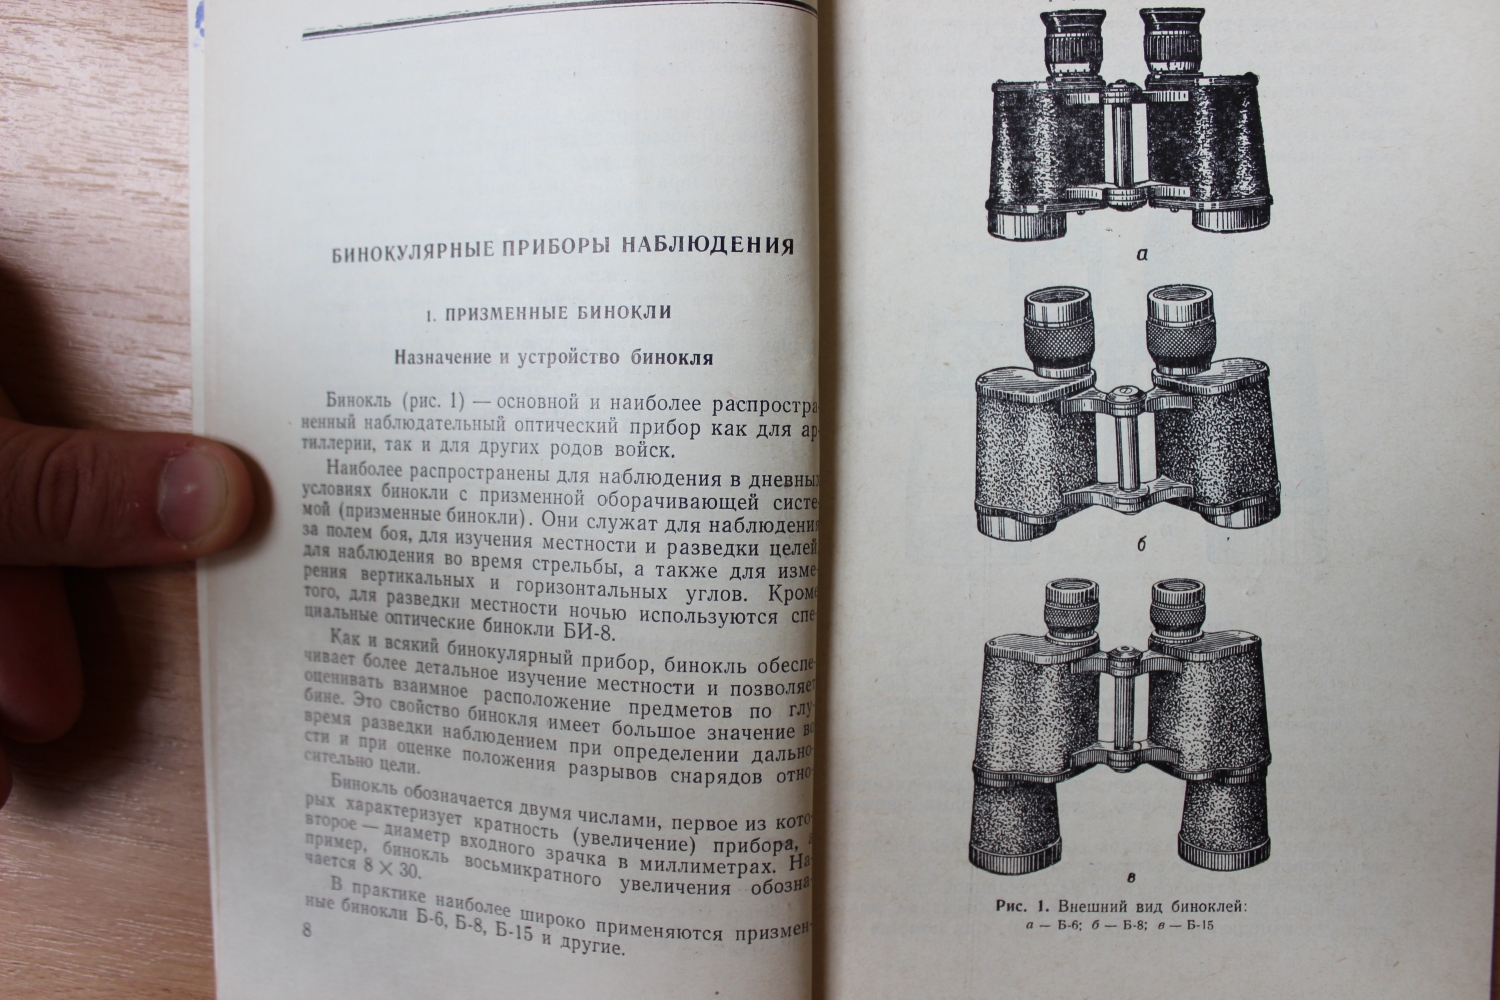 БИНОКУЛЯРНЫЕ ПРИБОРЫ НАБЛЮДЕНИЯ
1. ПРИЗМЕННЫЕ БИНОКЛИ
Назначение и устройство бинокля
Бинокль (рис. 1) — основной и наиболее распростра-
ненный наблюдательный оптический прибор как для ар-
тиллерии, так и для других родов войск.
Наиболее распространены для наблюдения в дневных
условиях бинокли с призменной оборачивающей систе-
мой (призменные бинокли). Они служат для наблюдения
за полем боя, для изучения местности и разведки целей,
для наблюдения во время стрельбы, а также для изме-
рения вертикальных и горизонтальных углов. Кроме
того, для разведки местности ночью используются спе-
циальные оптические бинокли БИ-8.
Как и всякий бинокулярный прибор, бинокль обеспе-
чивает более детальное изучение местности и позволяет
оценивать взаимное расположение предметов по глу-
бине. Это свойство бинокля имеет большое значение во
время разведки наблюдением при определении дально-
сти и при оценке положения разрывов снарядов отно-
сительно цели.
Бинокль обозначается двумя числами, первое из кото-
рых характеризует кратность (увеличение) прибора, а
второе — диаметр входного зрачка в миллиметрах. На-
пример, бинокль восьмикратного увеличения обозна-
чается 8 × 30.
В практике наиболее широко применяются призмен-
ные бинокли Б-6, Б-8, Б-15 и другие.
8
а
б
в
Рис. 1. Внешний вид биноклей:
а — Б-6; б — Б-8; в — Б-15